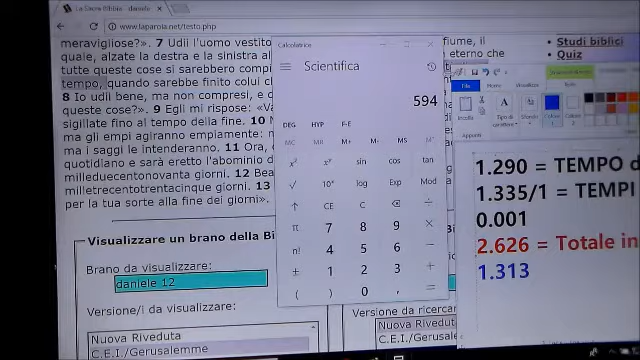 La Sacra Bibbia - daniele
www.laparola.net/testo.php
meravigliose?». 7 Udii l'uomo vestito
quale, alzate la destra e la sinistra al
tutte queste cose si sarebbero compi
tempo, quando sarebbe finito colui c
8 Io udii bene, ma non compresi, e
queste cose?». 9 Egli mi rispose: «Va
sigillate fino al tempo della fine. 10
ma gli empi agiranno empiamente:
ma i saggi le intenderanno. 11 Ora,
quotidiano e sarà eretto l'abominio d
milleduecentonovanta giorni. 12 Bea
milletrecentotrentacinque giorni. 13
per la tua sorte alla fine dei giorni».
fiume, il
eterno che
• Studi biblici
• Quiz
Visualizzare un brano della Bi
Brano da visualizzare:
daniele 12
Versione/i da visualizzare:
Nuova Riveduta
C.E.I./Gerusalemme
Versione da ricercar
Nuova Riveduta
C.E.I./Gerusalem
Calcolatrice
Scientifica
594
DEG HYP F-E
MC MR M+ M- MS M
x² xʸ sin cos tan
√ 10ˣ log Exp Mod
↑ CE C ÷
π 7 8 9 ×
n! 4 5 6 −
± 1 2 3 +
( ) 0 , =
File Home Visualizza
Incolla
Appunti
A
1.290 = TEMPO d
1.335/1 = TEMPI
0.001
2.626 = Totale in
1.313